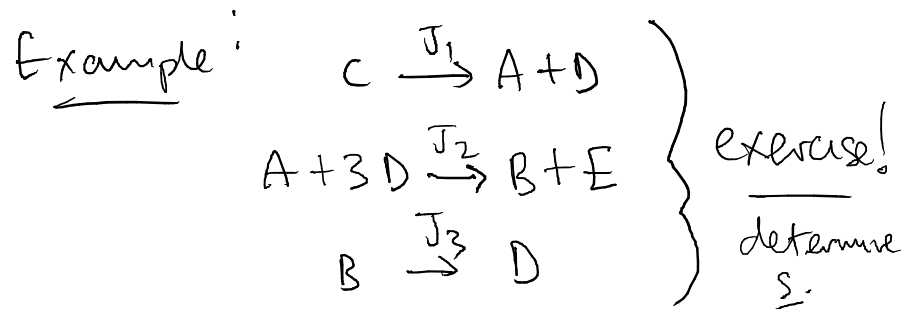 Example:
C J1→ A+D
A+3D J2→ B+E
B J3→ D
exercise!
determine
S.